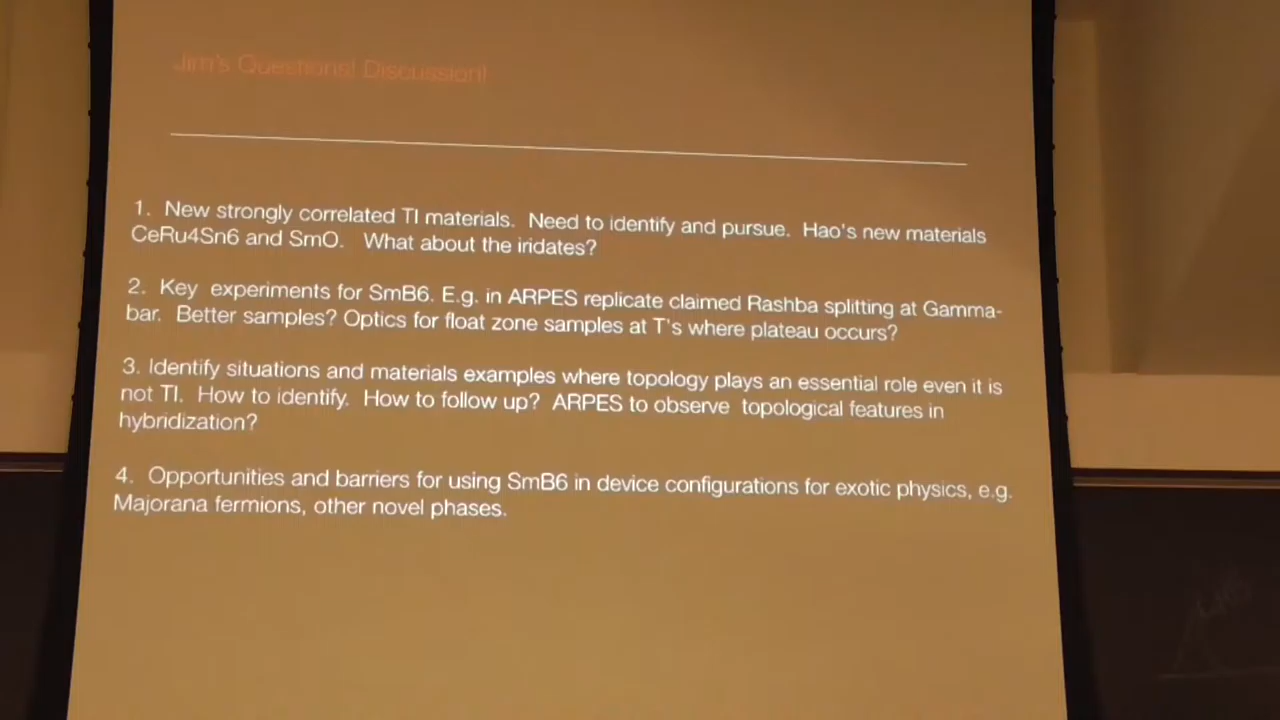 Jim's Questions! Discussion!
1. New strongly correlated TI materials. Need to identify and pursue. Hao's new materials
CeRu4Sn6 and SmO. What about the iridates?
2. Key experiments for SmB6. E.g. in ARPES replicate claimed Rashba splitting at Gamma-
bar. Better samples? Optics for float zone samples at T's where plateau occurs?
3. Identify situations and materials examples where topology plays an essential role even it is
not TI. How to identify. How to follow up? ARPES to observe topological features in
hybridization?
4. Opportunities and barriers for using SmB6 in device configurations for exotic physics, e.g.
Majorana fermions, other novel phases.